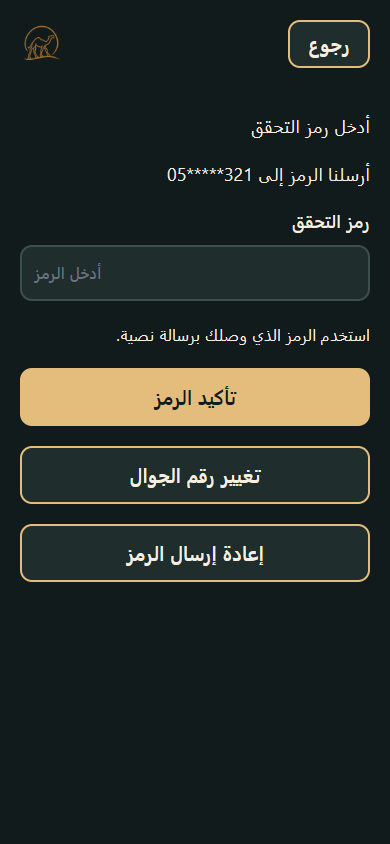 رجوع
أدخل رمز التحقق
أرسلنا الرمز إلى 05*****321
رمز التحقق
أدخل الرمز
استخدم الرمز الذي وصلك برسالة نصية.
تأكيد الرمز
تغيير رقم الجوال
إعادة إرسال الرمز